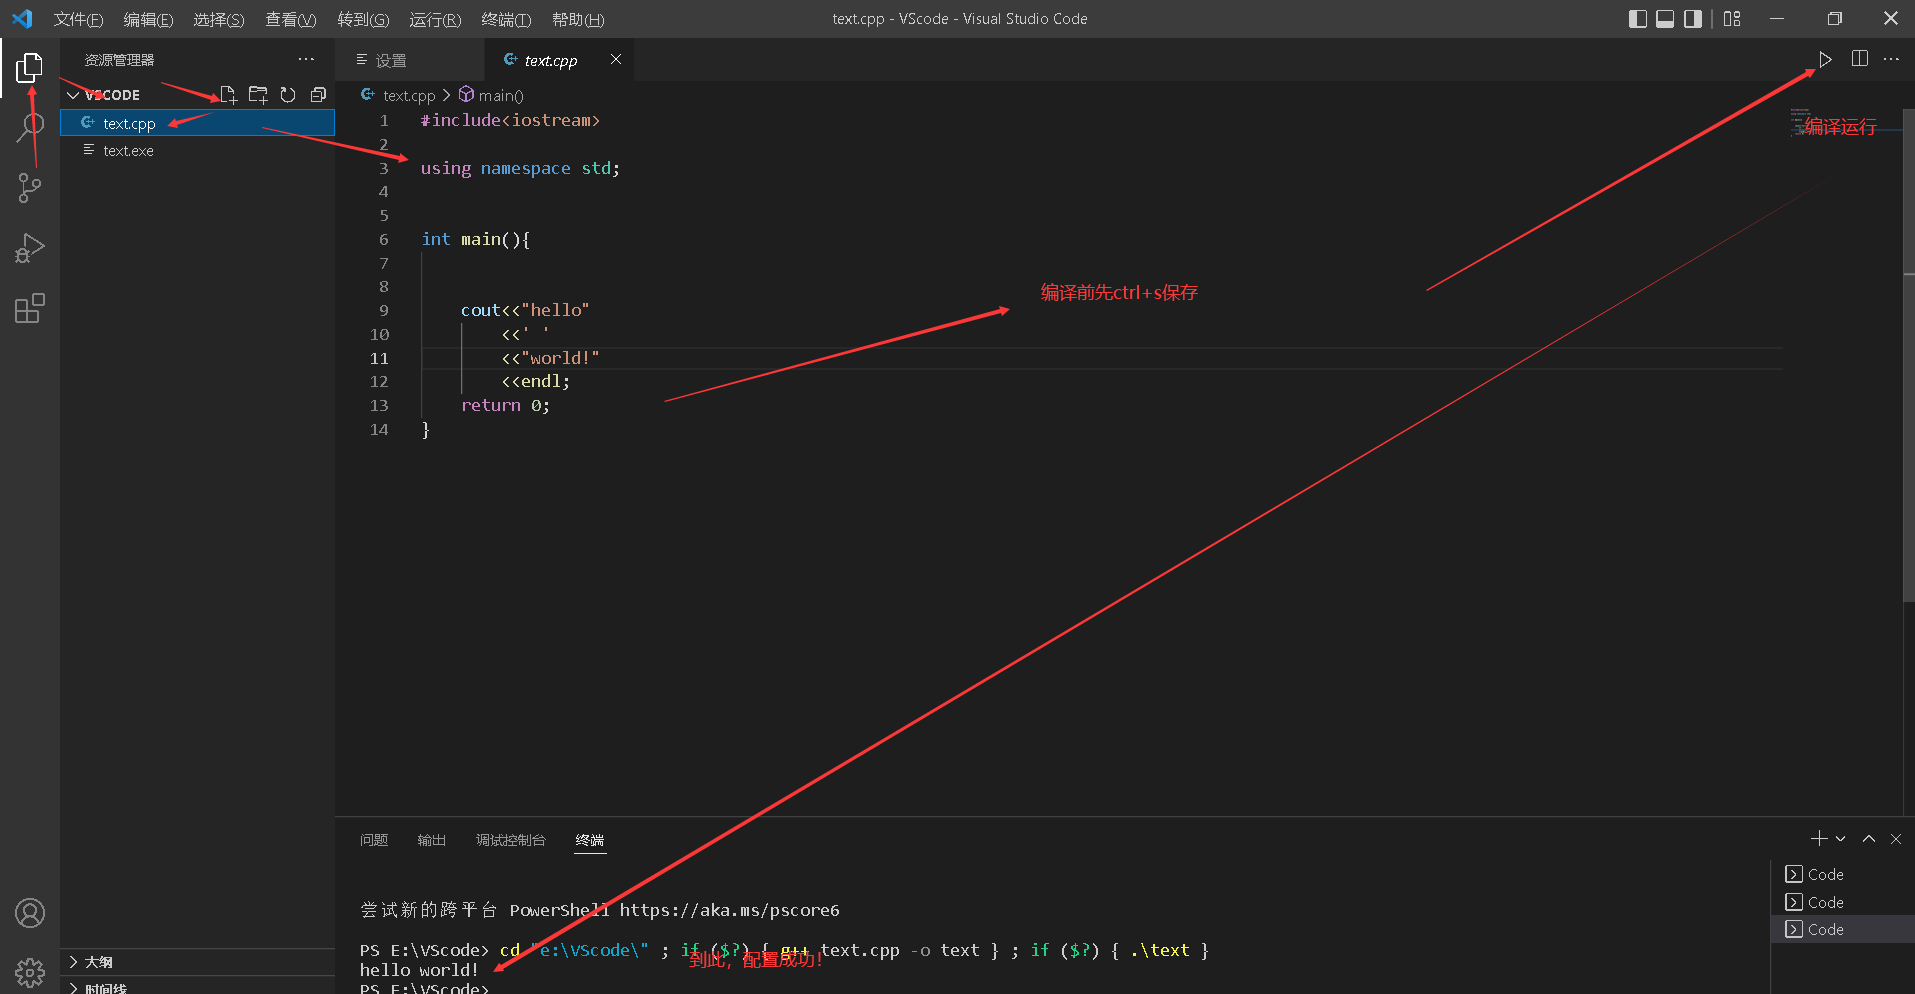 文件(F) 编辑(E) 选择(S) 查看(V) 转到(G) 运行(R) 终端(T) 帮助(H) text.cpp - VScode - Visual Studio Code
资源管理器 ··· 设置 text.cpp
VSCODE text.cpp > main()
text.cpp
text.exe
1 #include<iostream>
编译运行
2
3 using namespace std;
4
5
6 int main(){
7
8
编译前先ctrl+s保存
9 cout<<"hello"
10 <<' '
11 <<"world!"
12 <<endl;
13 return 0;
14 }
问题 输出 调试控制台 终端
Code
Code
Code
尝试新的跨平台 PowerShell https://aka.ms/pscore6
PS E:\VScode> cd "e:\VScode\" ; if ($?) { g++ text.cpp -o text } ; if ($?) { .\text }
到此，配置成功！
hello world!
PS E:\VScode>
大纲
时间线